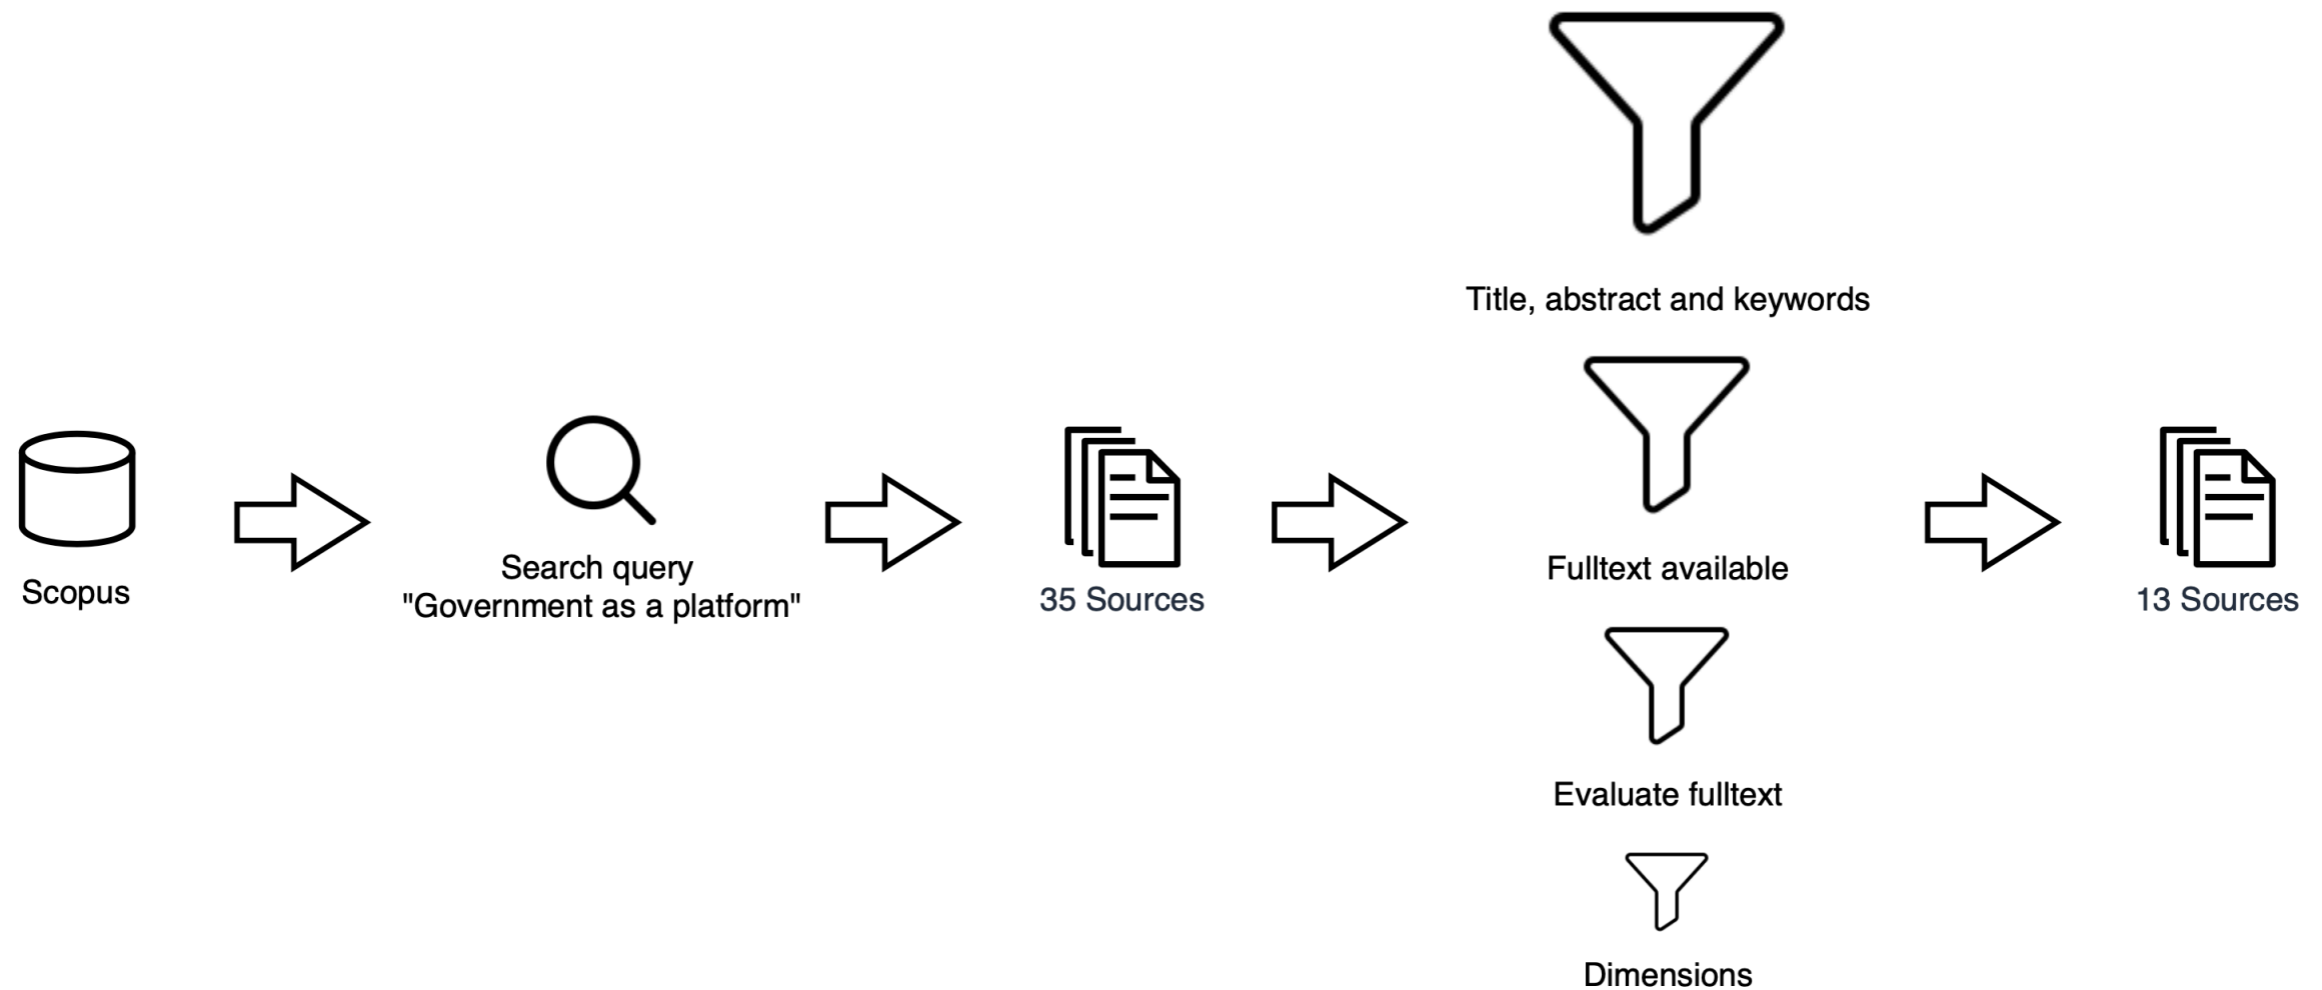 Scopus
Search query
"Government as a platform"
35 Sources
Title, abstract and keywords
Fulltext available
Evaluate fulltext
Dimensions
13 Sources